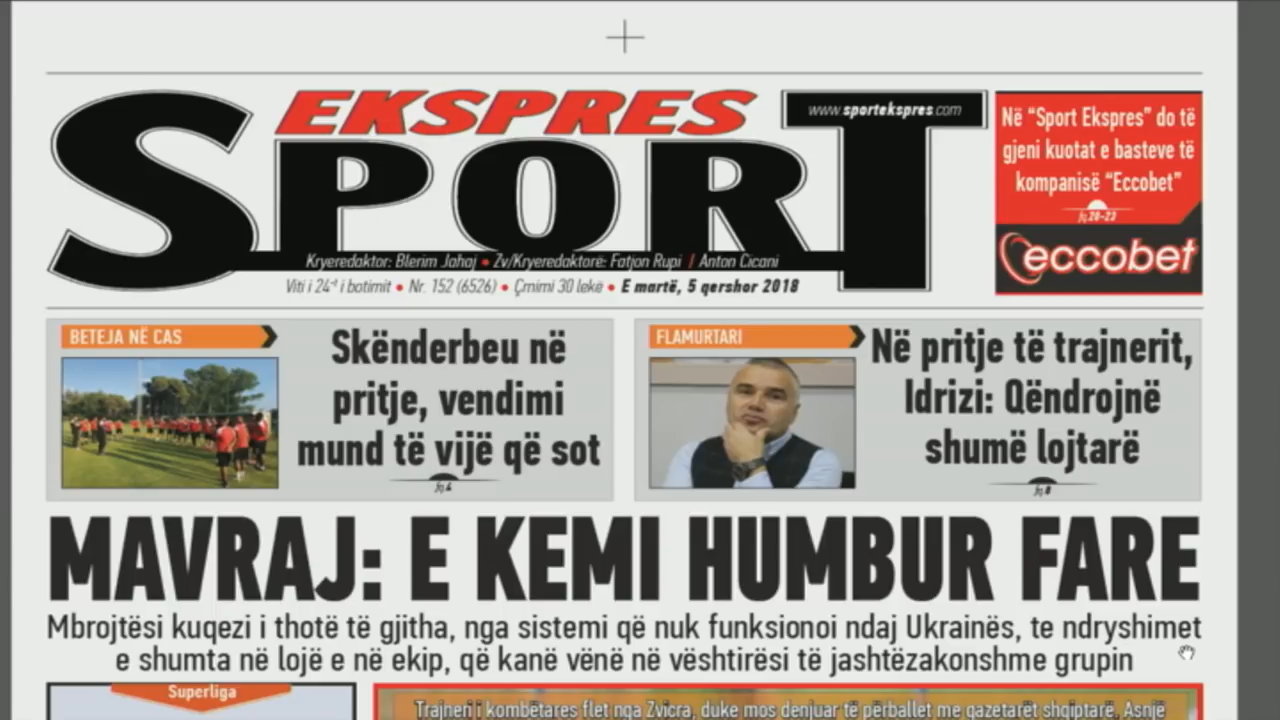 EKSPRES
SPORT
www.sportekspres.com
Në “Sport Ekspres” do të
gjeni kuotat e basteve të
kompanisë “Eccobet”
fq 20-23
eccobet
Kryeredaktor: Blerim Jahaj • Zv/Kryeredaktorë: Fatjon Rupi / Anton Cicani
Viti i 24-t i botimit • Nr. 152 (6526) • Çmimi 30 lekë • E martë, 5 qershor 2018
BETEJA NË CAS
Skënderbeu në
pritje, vendimi
mund të vijë që sot
FLAMURTARI
Në pritje të trajnerit,
Idrizi: Qëndrojnë
shumë lojtarë
MAVRAJ: E KEMI HUMBUR FARE
Mbrojtësi kuqezi i thotë të gjitha, nga sistemi që nuk funksionoi ndaj Ukrainës, te ndryshimet
e shumta në lojë e në ekip, që kanë vënë në vështirësi të jashtëzakonshme grupin
Superliga
Trajneri i kombëtares flet nga Zvicra, duke mos denjuar të përballet me gazetarët shqiptarë. Asnjë